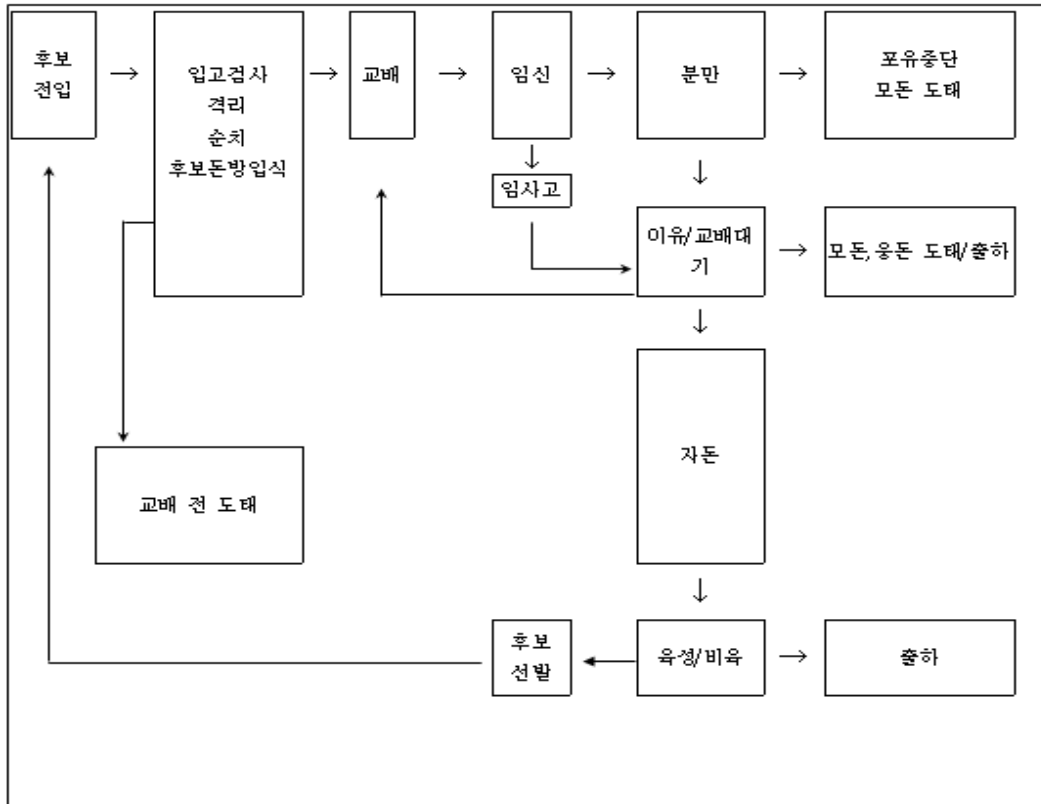 후보
전입
입고검사
격리
순치
후보돈방입식
교배
임신
분만
포유중단
모돈 도태
임사고
이유/교배대
기
모돈,웅돈 도태/출하
자돈
교배 전 도태
후보
선발
육성/비육
출하